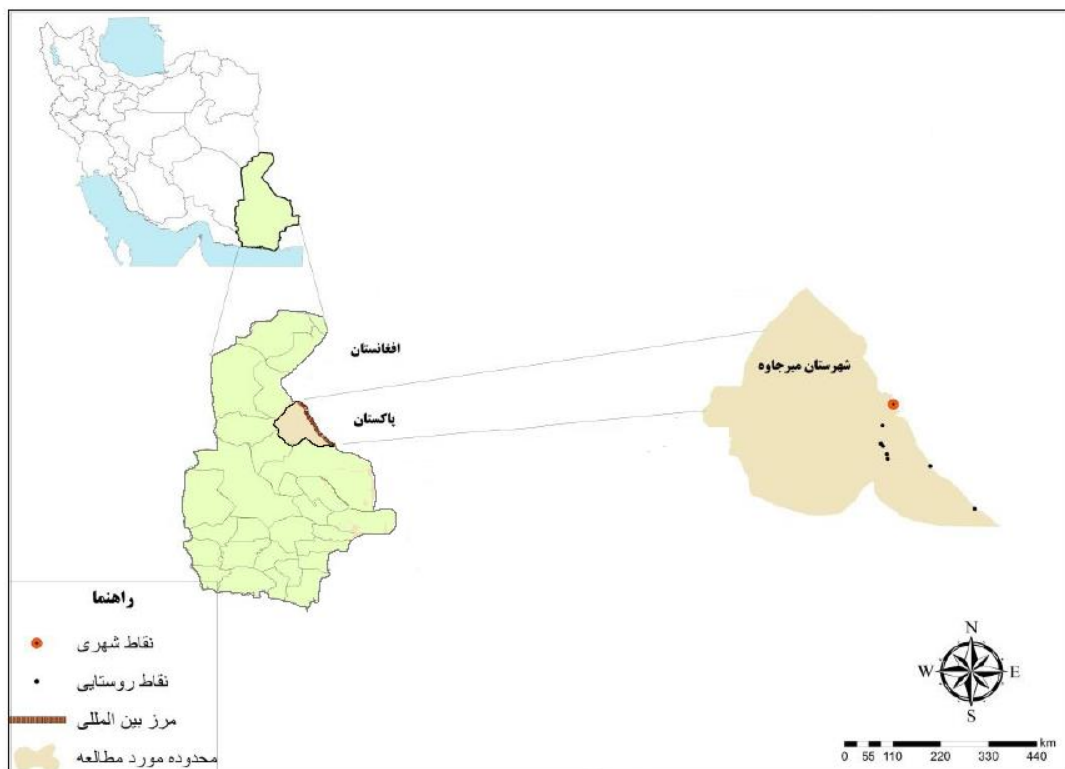 افغانستان
پاکستان
شهرستان میرجاوه
راهنما
نقاط شهری
نقاط روستایی
مرز بین المللی
محدوده مورد مطالعه
N
W E
S
km
0 55 110 220 330 440